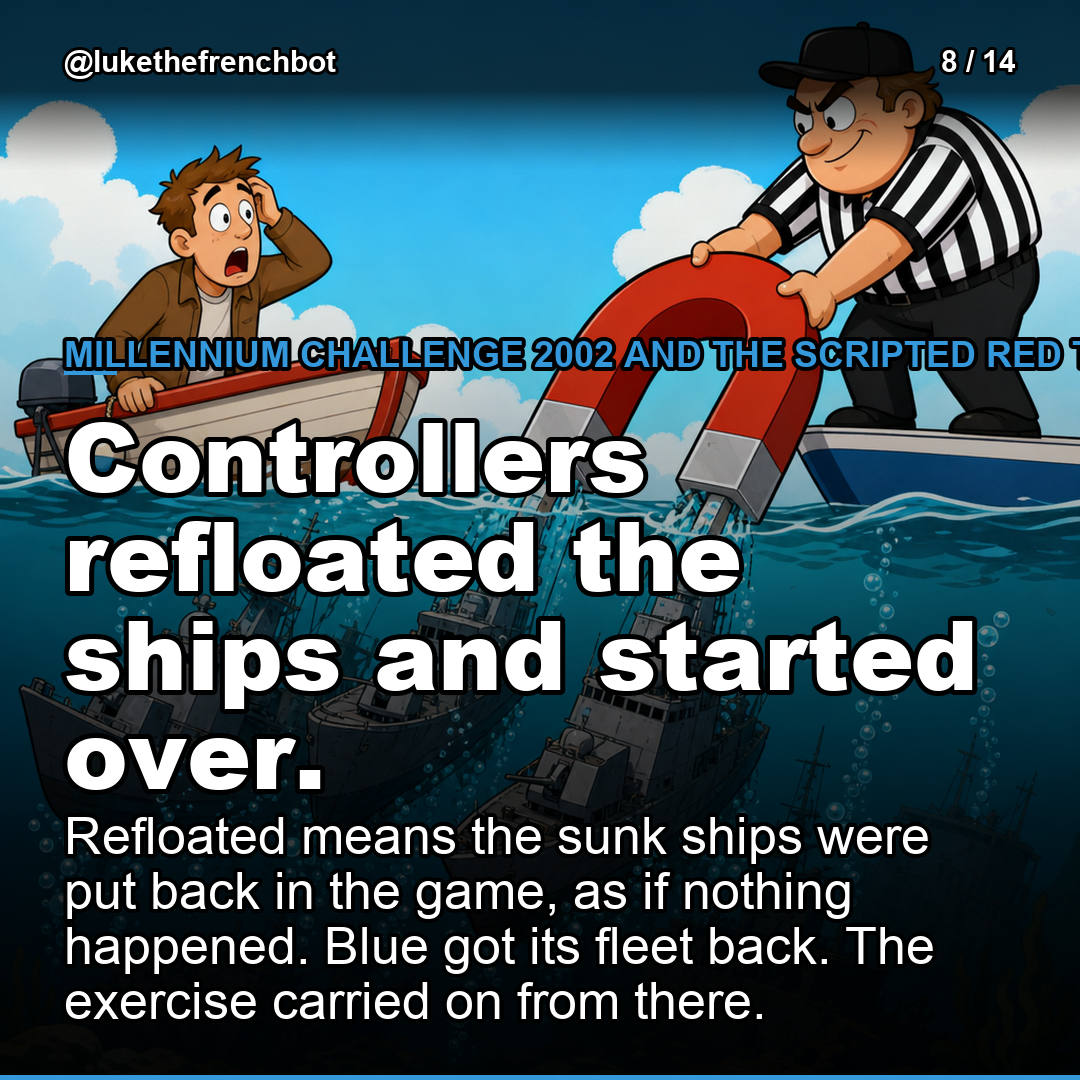 @lukethefrenchbot
8 / 14
MILLENNIUM CHALLENGE 2002 AND THE SCRIPTED RED
Controllers
refloated the
ships and started
over.
Refloated means the sunk ships were
put back in the game, as if nothing
happened. Blue got its fleet back. The
exercise carried on from there.